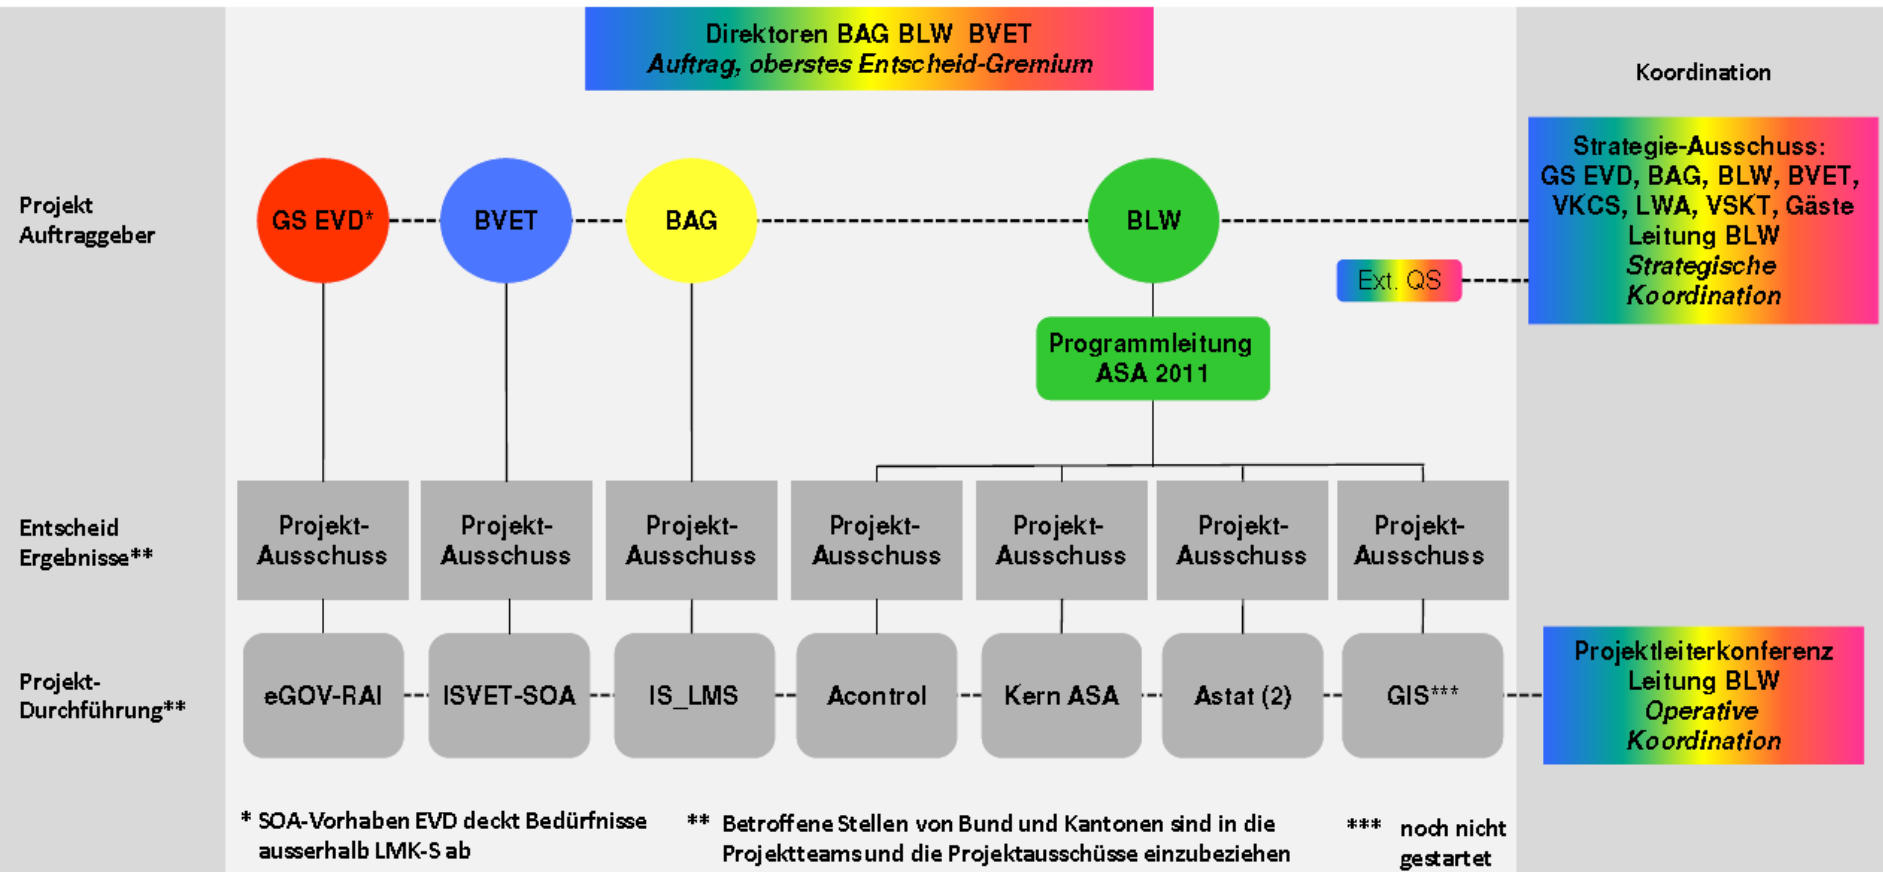 Direktoren BAG BLW BVET
Auftrag, oberstes Entscheid-Gremium
Koordination
Strategie-Ausschuss:
GS EVD, BAG, BLW, BVET,
VKCS, LWA, VSKT, Gäste
Leitung BLW
Strategische
Koordination
Projekt
Auftraggeber
GS EVD*
BVET
BAG
BLW
Ext. QS
Programmleitung
ASA 2011
Entscheid
Ergebnisse**
Projekt-
Ausschuss
Projekt-
Ausschuss
Projekt-
Ausschuss
Projekt-
Ausschuss
Projekt-
Ausschuss
Projekt-
Ausschuss
Projekt-
Ausschuss
Projekt-
Durchführung**
eGOV-RAI
ISVET-SOA
IS_LMS
Acontrol
Kern ASA
Astat (2)
GIS***
Projektleiterkonferenz
Leitung BLW
Operative
Koordination
* SOA-Vorhaben EVD deckt Bedürfnisse
ausserhalb LMK-S ab
** Betroffene Stellen von Bund und Kantonen sind in die
Projektteams und die Projektausschüsse einzubeziehen
*** noch nicht
gestartet